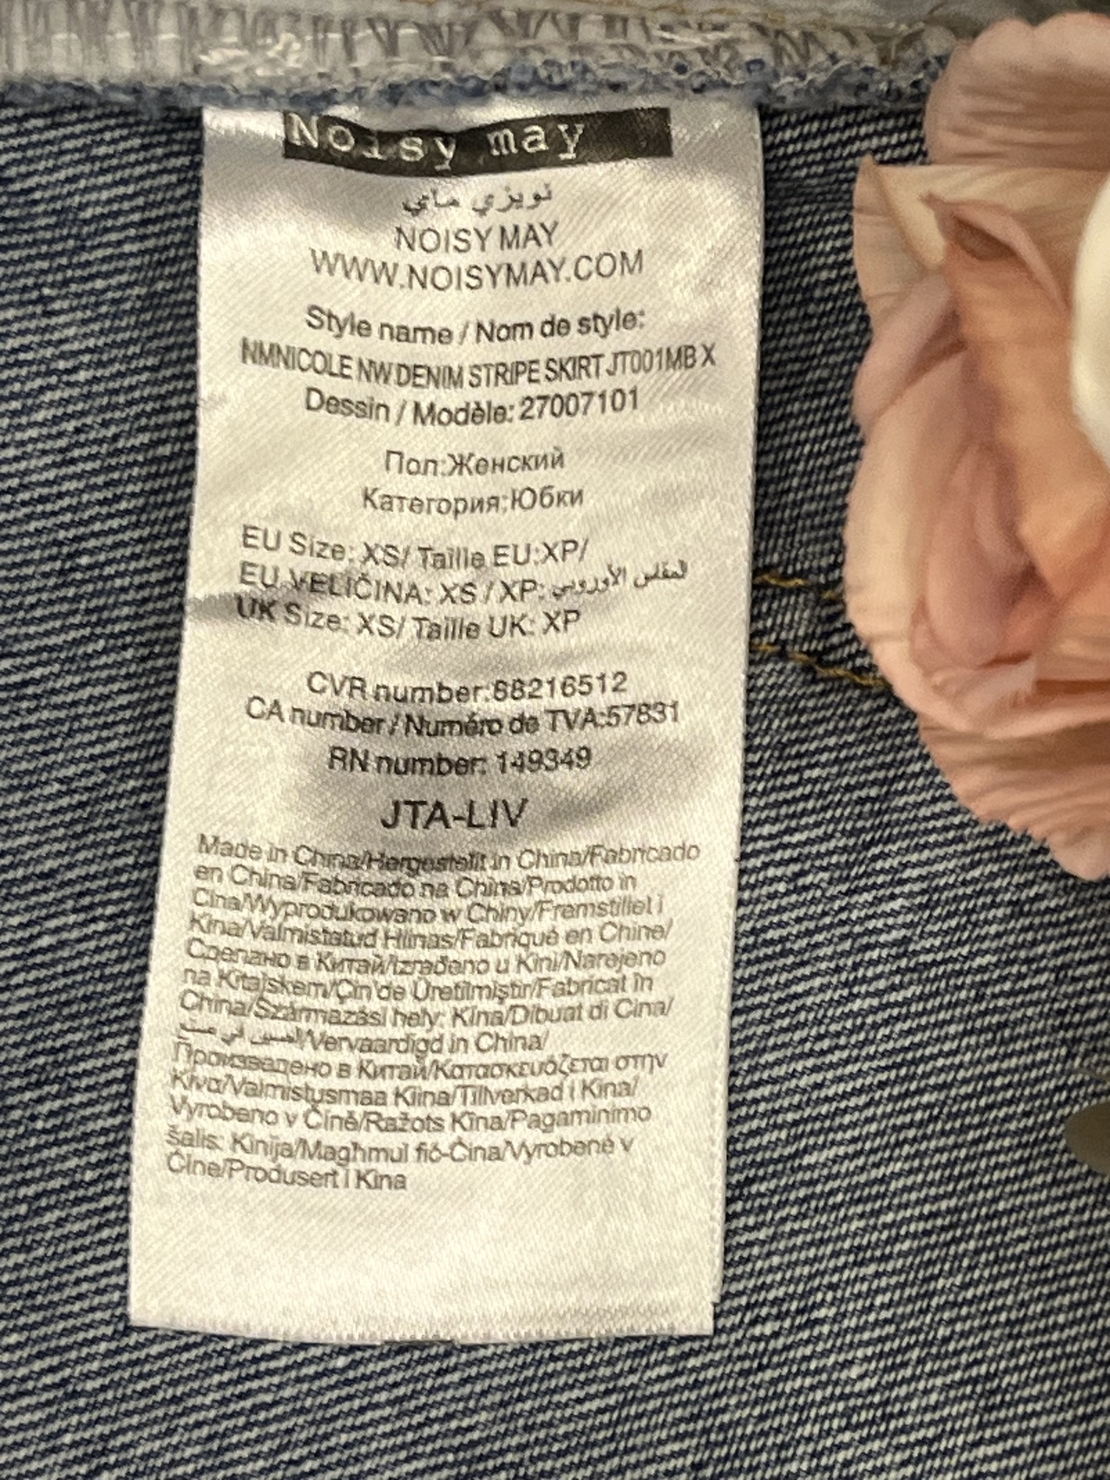 Noisy may
نويزي ماي
NOISY MAY
WWW.NOISYMAY.COM
Style name / Nom de style:
NMNICOLE NW DENIM STRIPE SKIRT JT001MB X
Dessin / Modèle: 27007101
Пол:Женский
Категория:Юбки
EU Size: XS/ Taille EU:XP/
EU VELIČINA: XS / XP: المقاس الأوروبي
UK Size: XS/ Taille UK: XP
CVR number:88216512
CA number / Numéro de TVA:57831
RN number: 149349
JTA-LIV
Made in China/Hergestellt in China/Fabricado
en China/Fabricado na China/Prodotto in
Cina/Wyprodukowano w Chiny/Fremstillet i
Kina/Valmistatud Hiinas/Fabriqué en Chine/
Сделано в Китай/Izrađeno u Kini/Narejeno
na Kitajskem/Çin'de Üretilmiştir/Fabricat în
China/Származási hely: Kína/Dibuat di Cina/
الصين في صنع/Vervaardigd in China/
Произведено в Китай/Κατασκευάζεται στην
Κίνα/Valmistusmaa Kiina/Tillverkad i Kina/
Vyrobeno v Číně/Ražots Ķīna/Pagaminimo
šalis: Kinija/Magħmul fiċ-Ċina/Vyrobené v
Číne/Produsert i Kina